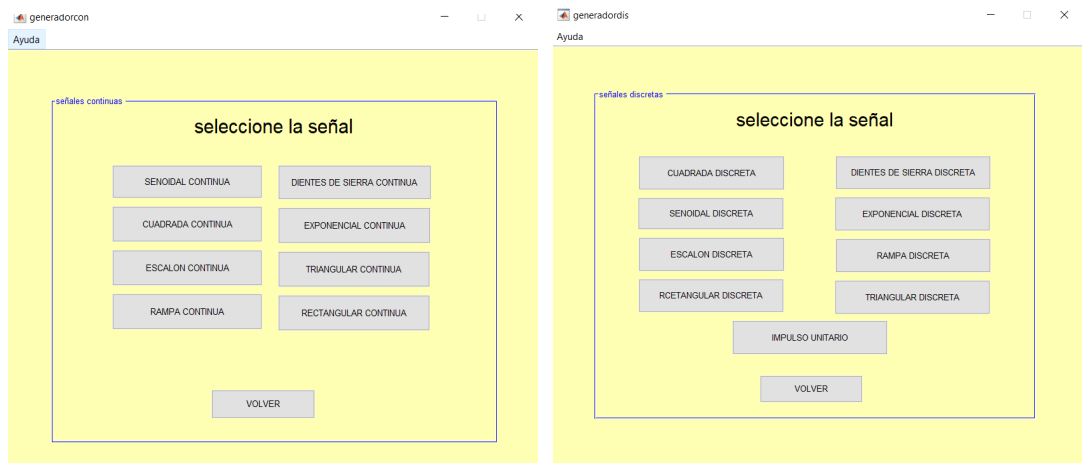 generadorcon
Ayuda
señales continuas
seleccione la señal
SENOIDAL CONTINUA
DIENTES DE SIERRA CONTINUA
CUADRADA CONTINUA
EXPONENCIAL CONTINUA
ESCALON CONTINUA
TRIANGULAR CONTINUA
RAMPA CONTINUA
RECTANGULAR CONTINUA
VOLVER
generadordis
Ayuda
señales discretas
seleccione la señal
CUADRADA DISCRETA
DIENTES DE SIERRA DISCRETA
SENOIDAL DISCRETA
EXPONENCIAL DISCRETA
ESCALON DISCRETA
RAMPA DISCRETA
RCETANGULAR DISCRETA
TRIANGULAR DISCRETA
IMPULSO UNITARIO
VOLVER